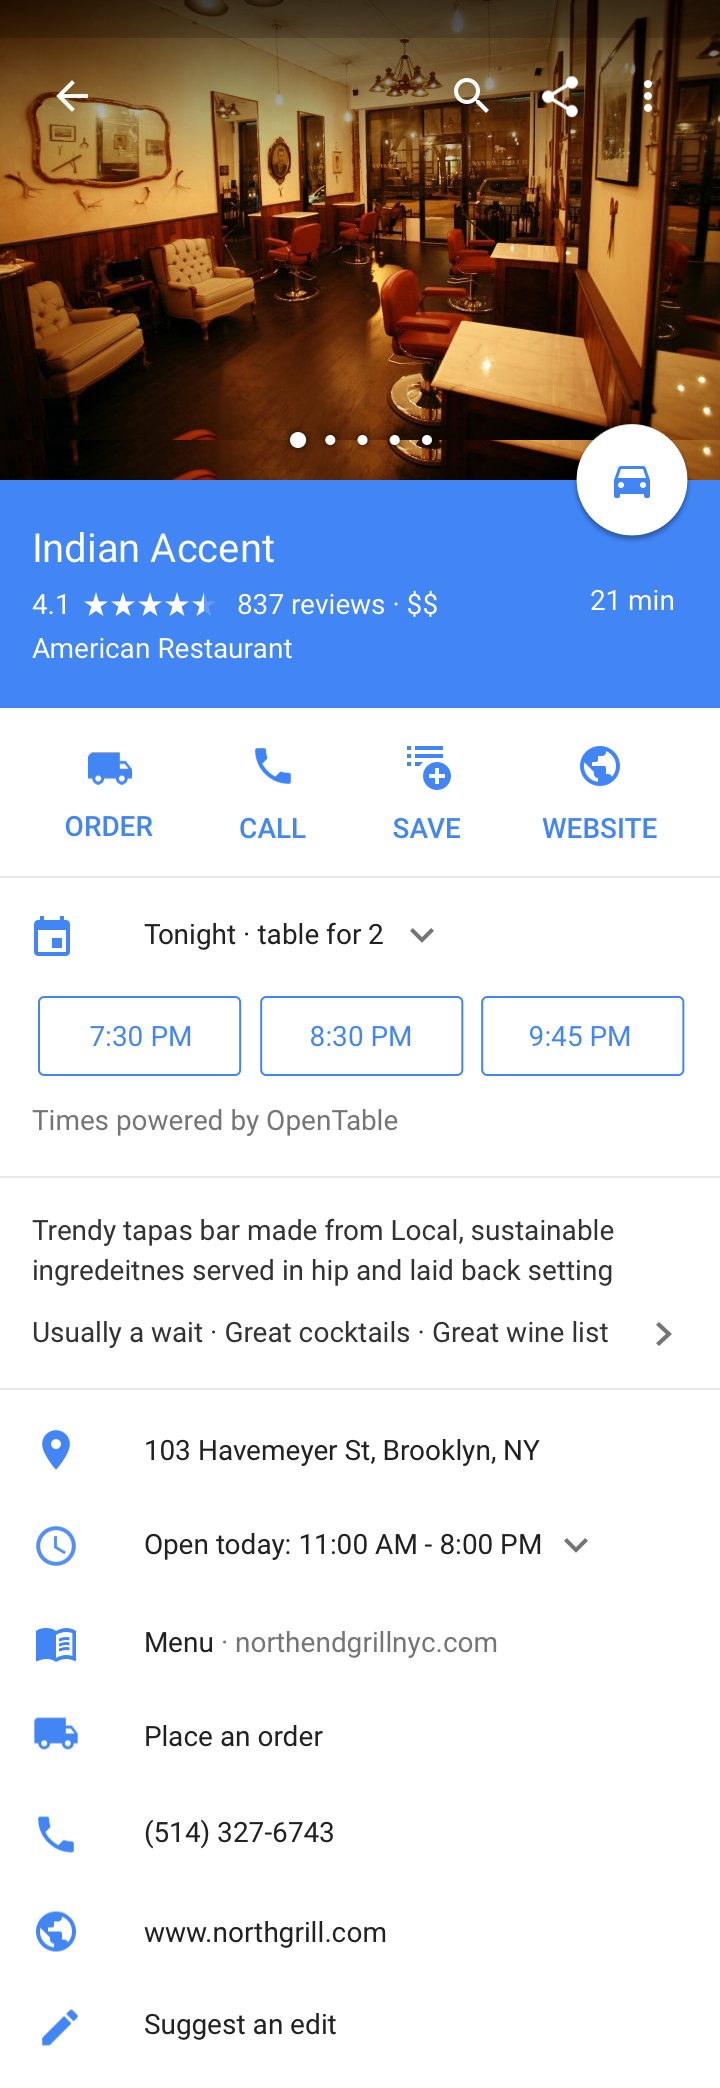 Indian Accent
4.1 837 reviews · $$
21 min
American Restaurant
ORDER
CALL
SAVE
WEBSITE
Tonight · table for 2
7:30 PM
8:30 PM
9:45 PM
Times powered by OpenTable
Trendy tapas bar made from Local, sustainable
ingredeitnes served in hip and laid back setting
Usually a wait · Great cocktails · Great wine list
103 Havemeyer St, Brooklyn, NY
Open today: 11:00 AM - 8:00 PM
Menu · northendgrillnyc.com
Place an order
(514) 327-6743
www.northgrill.com
Suggest an edit